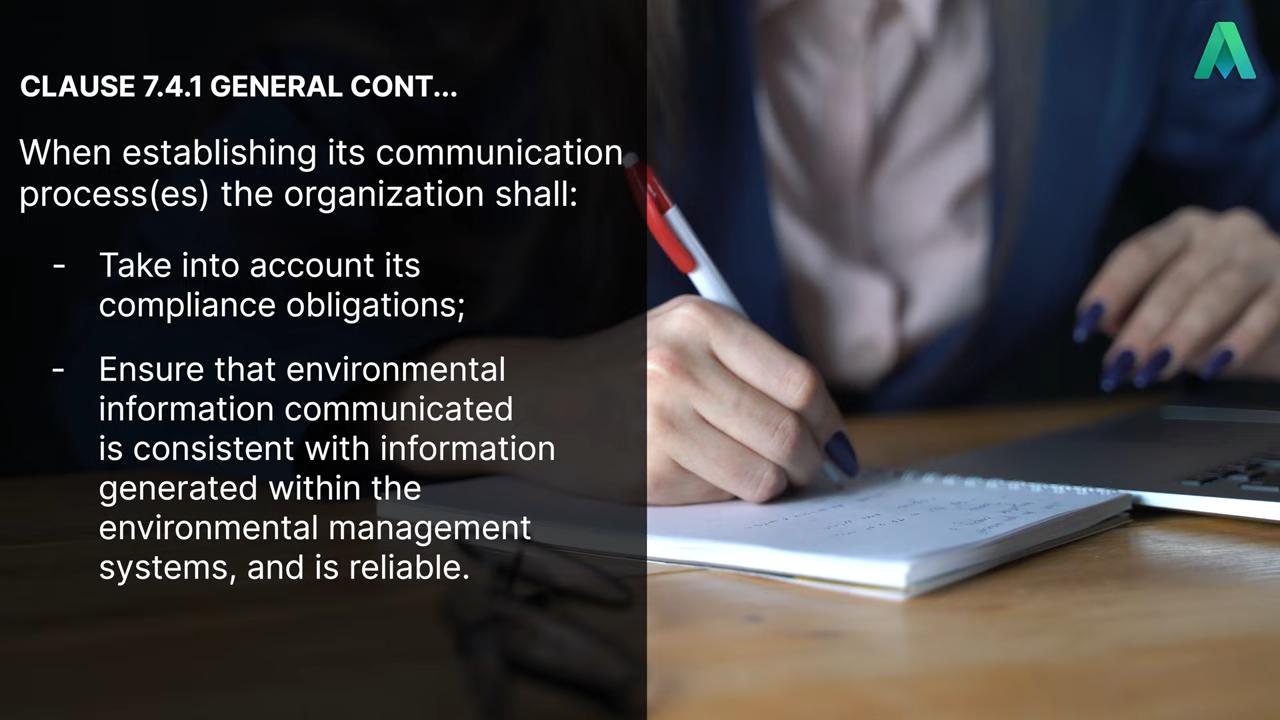 CLAUSE 7.4.1 GENERAL CONT...
When establishing its communication
process(es) the organization shall:
- Take into account its
compliance obligations;
- Ensure that environmental
information communicated
is consistent with information
generated within the
environmental management
systems, and is reliable.